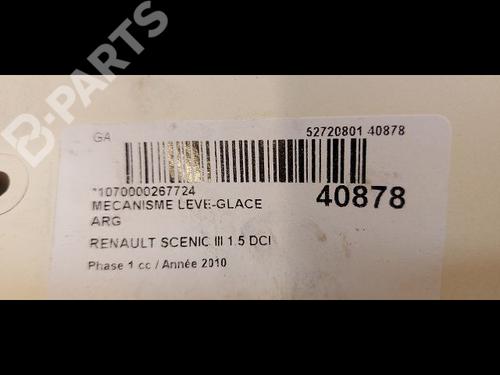 B-PARTS
GA
52720801 40878
*1070000267724
40878
MECANISME LEVE-GLACE
ARG
RENAULT SCENIC III 1.5 DCI
Phase 1 cc / Année 2010